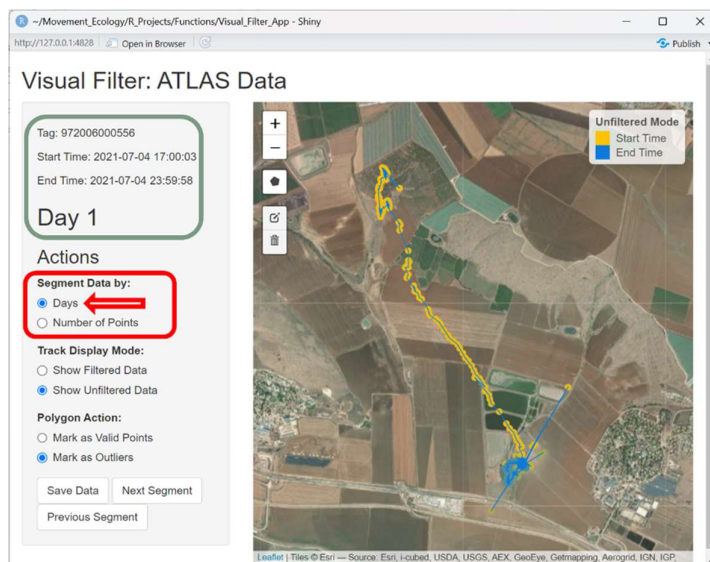 ~/Movement_Ecology/R_Projects/Functions/Visual_Filter_App - Shiny
http://127.0.0.1:4828 Open in Browser Publish
Visual Filter: ATLAS Data
Tag: 972006000556
Start Time: 2021-07-04 17:00:03
End Time: 2021-07-04 23:59:58
Day 1
Actions
Segment Data by:
Days
Number of Points
Track Display Mode:
Show Filtered Data
Show Unfiltered Data
Polygon Action:
Mark as Valid Points
Mark as Outliers
Save Data Next Segment
Previous Segment
+
−
Unfiltered Mode
Start Time
End Time
Leaflet | Tiles © Esri — Source: Esri, i-cubed, USDA, USGS, AEX, GeoEye, Getmapping, Aerogrid, IGN, IGP,